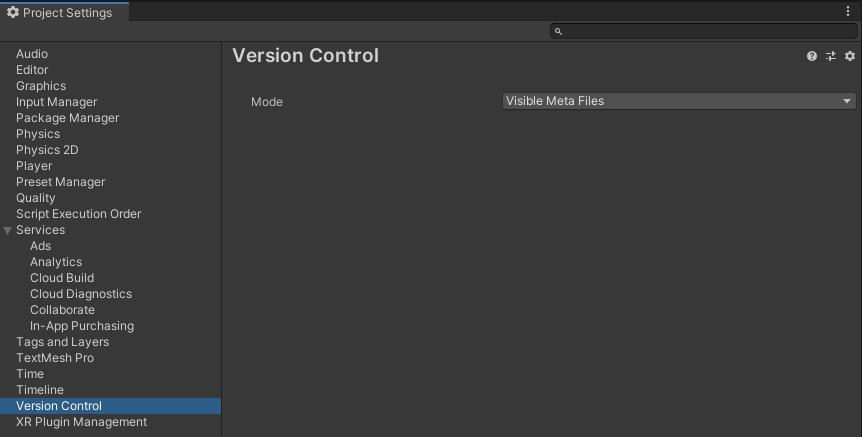 Project Settings
Version Control
Mode
Visible Meta Files
Audio
Editor
Graphics
Input Manager
Package Manager
Physics
Physics 2D
Player
Preset Manager
Quality
Script Execution Order
Services
Ads
Analytics
Cloud Build
Cloud Diagnostics
Collaborate
In-App Purchasing
Tags and Layers
TextMesh Pro
Time
Timeline
Version Control
XR Plugin Management